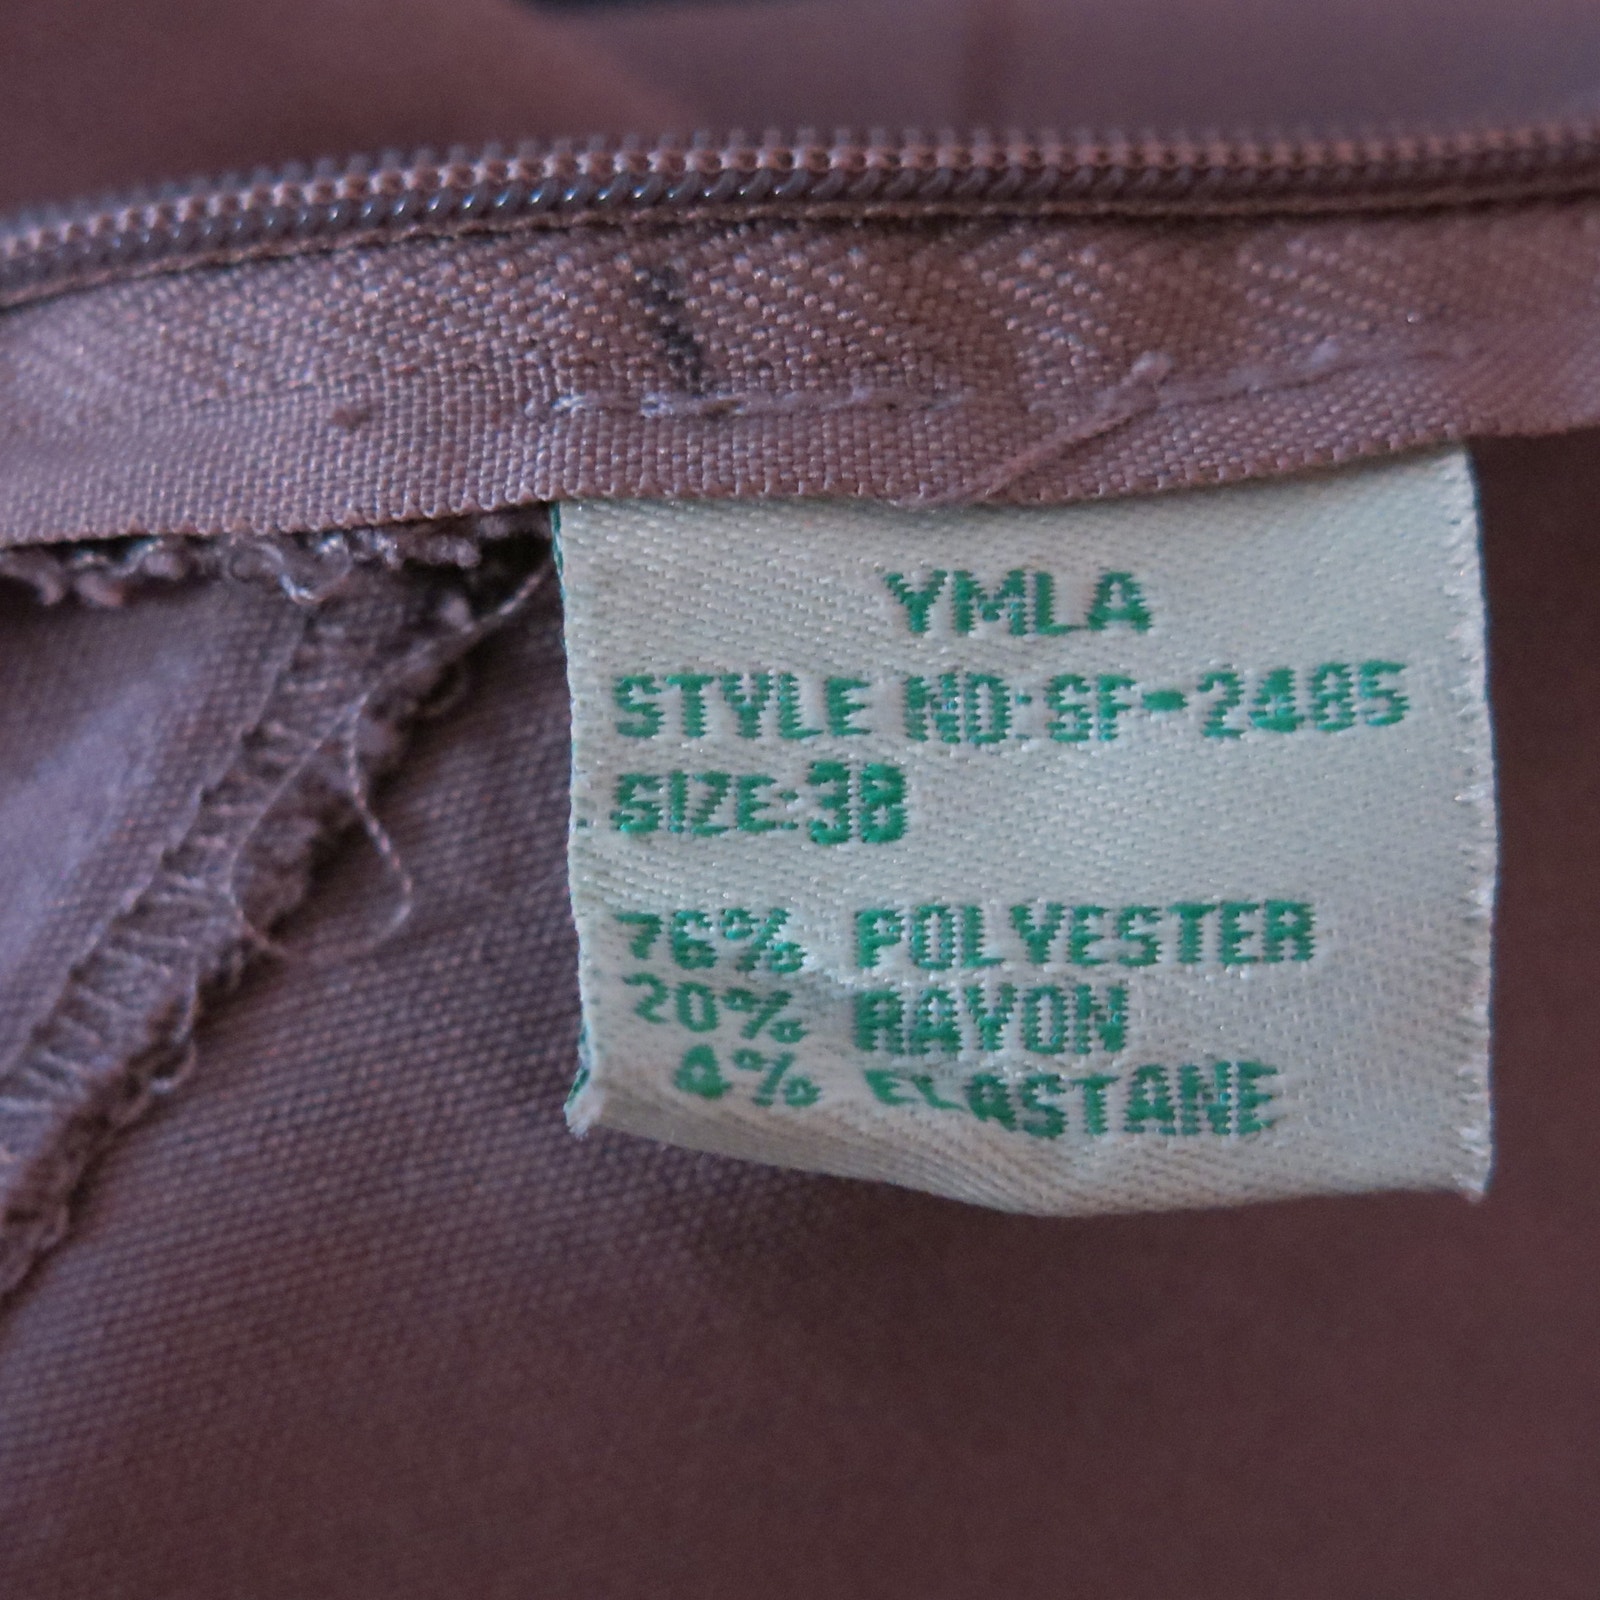 YMLA
STYLE NO: SF-2485
SIZE: 38
76% POLYESTER
20% RAYON
4% ELASTANE